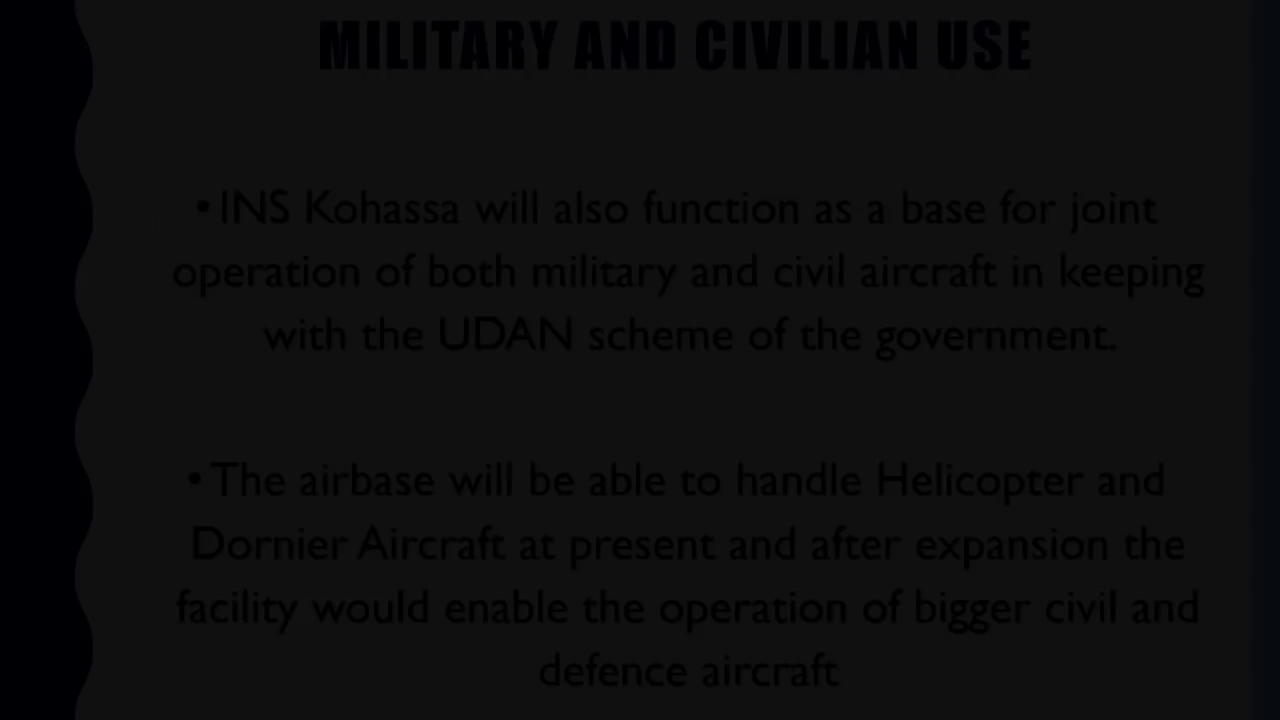 MILITARY AND CIVILIAN USE
• INS Kohassa will also function as a base for joint
operation of both military and civil aircraft in keeping
with the UDAN scheme of the government.
• The airbase will be able to handle Helicopter and
Dornier Aircraft at present and after expansion the
facility would enable the operation of bigger civil and
defence aircraft